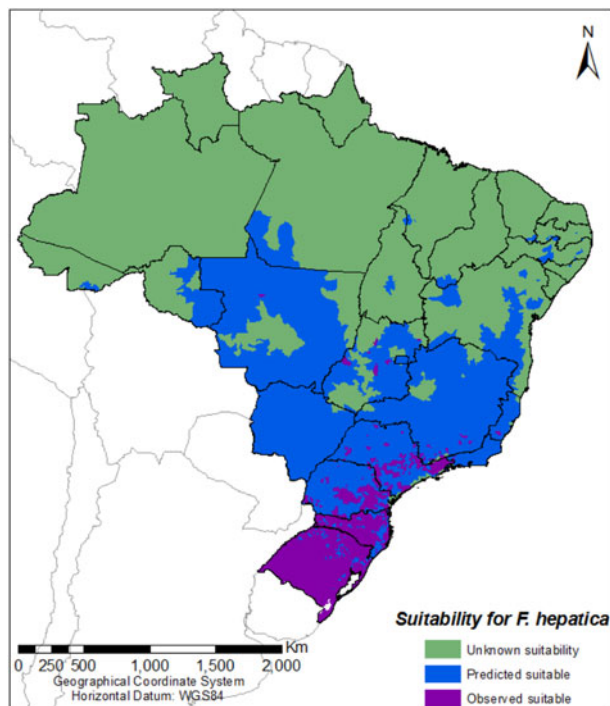 N
Suitability for F. hepatica
Unknown suitability
Predicted suitable
Observed suitable
Km
0 250 500 1,000 1,500 2,000
Geographical Coordinate System
Horizontal Datum: WGS84